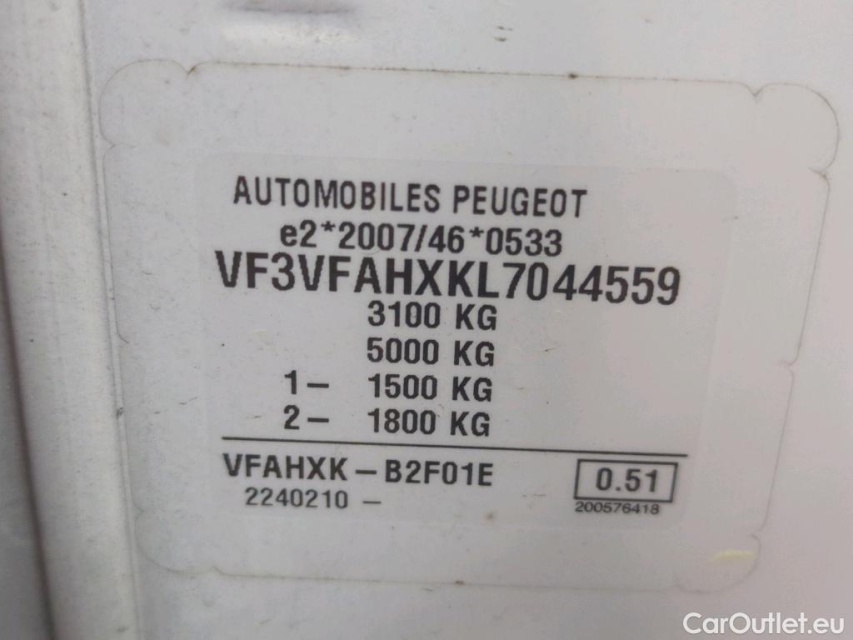 AUTOMOBILES PEUGEOT
e2*2007/46*0533
VF3VFAHXKL7044559
3100 KG
5000 KG
1- 1500 KG
2- 1800 KG
VFAHXK-B2F01E 0.51
2240210 - 200576418
CarOutlet.eu